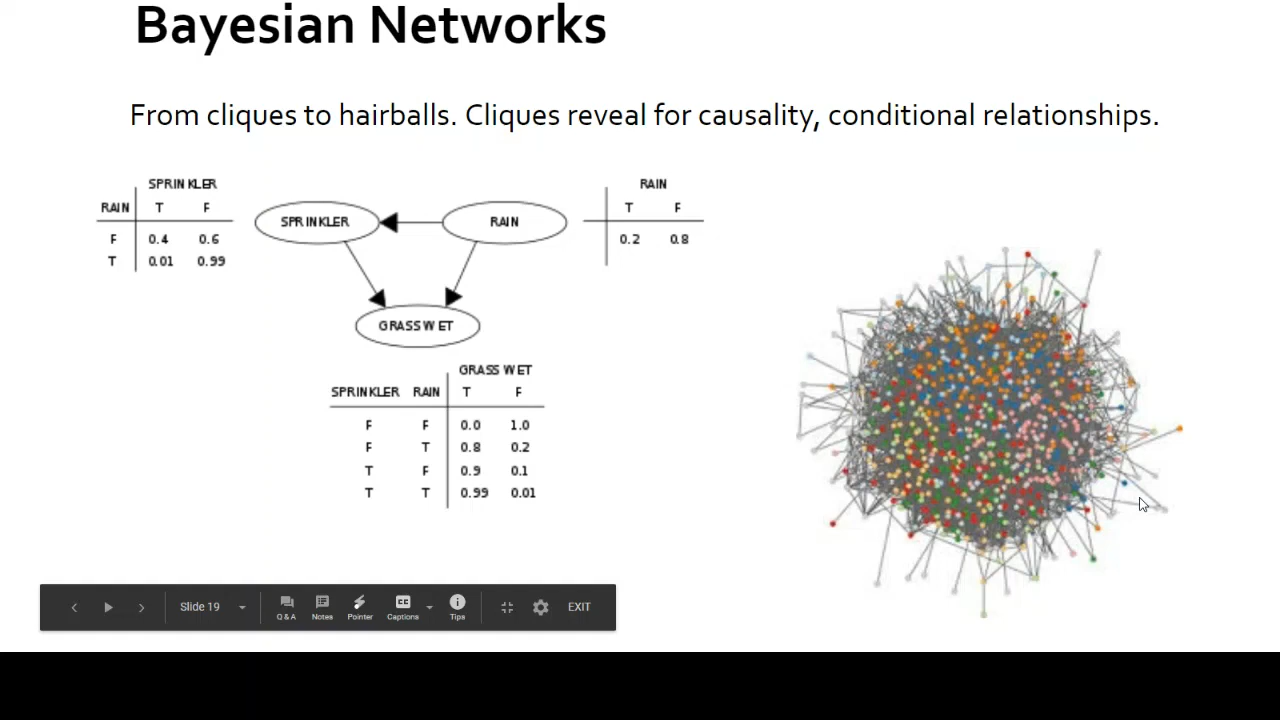 Bayesian Networks
From cliques to hairballs. Cliques reveal for causality, conditional relationships.
SPRINKLER
RAIN T F
F 0.4 0.6
T 0.01 0.99
SPRINKLER
RAIN
RAIN
T F
0.2 0.8
GRASS WET
GRASS WET
SPRINKLER RAIN T F
F F 0.0 1.0
F T 0.8 0.2
T F 0.9 0.1
T T 0.99 0.01
Slide 19
Q & A
Notes
Pointer
CC
Captions
Tips
EXIT